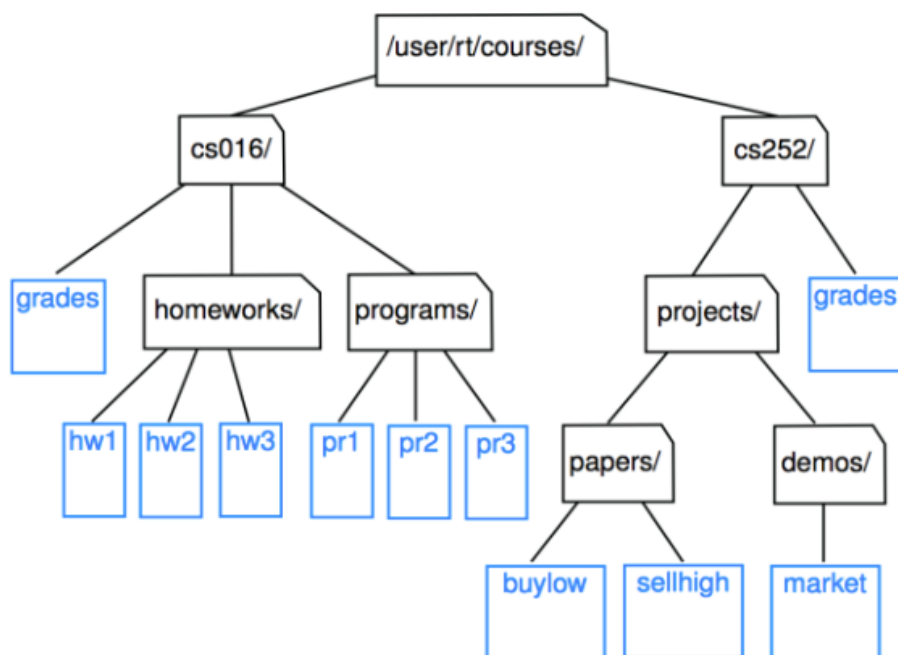 /user/rt/courses/
cs016/
cs252/
grades
homeworks/
programs/
projects/
grades
hw1
hw2
hw3
pr1
pr2
pr3
papers/
demos/
buylow
sellhigh
market